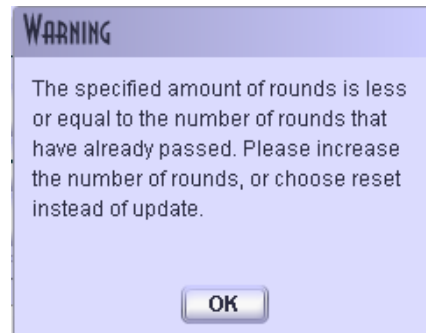 WARNING
The specified amount of rounds is less
or equal to the number of rounds that
have already passed. Please increase
the number of rounds, or choose reset
instead of update.
OK